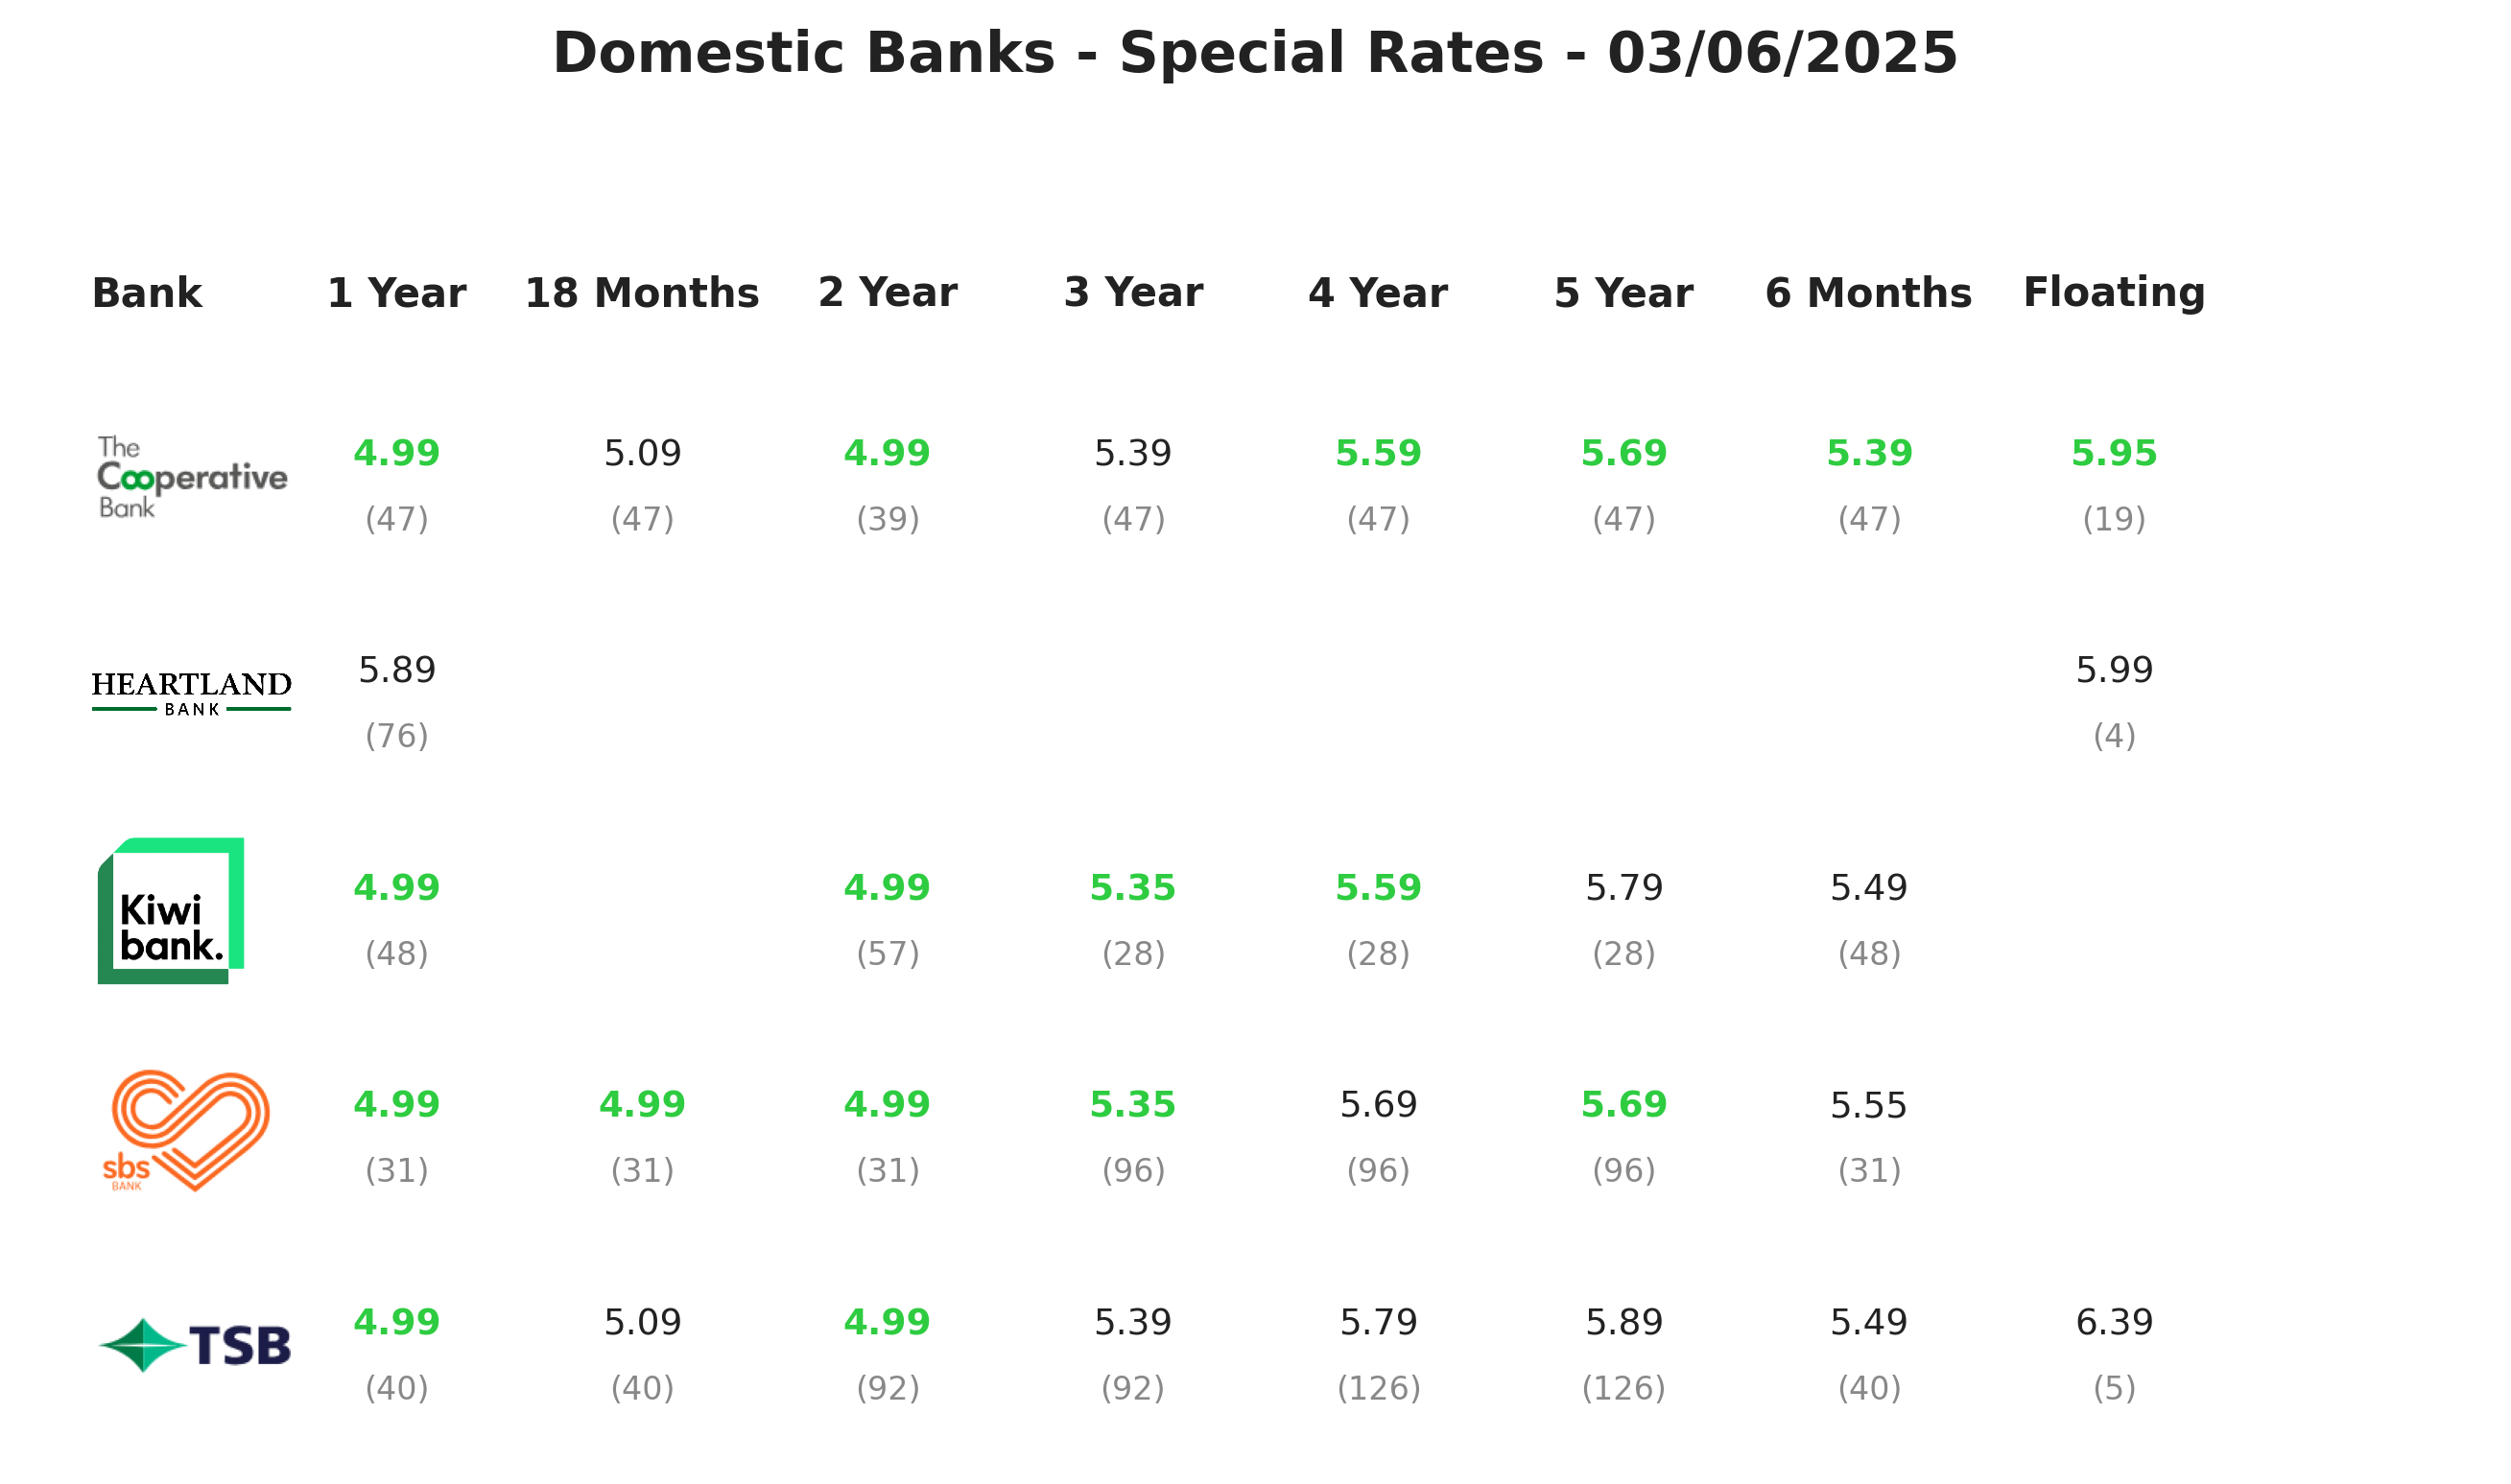 Domestic Banks - Special Rates - 03/06/2025
Bank 1 Year 18 Months 2 Year 3 Year 4 Year 5 Year 6 Months Floating
The
Cooperative
Bank
4.99 5.09 4.99 5.39 5.59 5.69 5.39 5.95
(47) (47) (39) (47) (47) (47) (47) (19)
HEARTLAND
BANK
5.89 5.99
(76) (4)
Kiwi
bank.
4.99 4.99 5.35 5.59 5.79 5.49
(48) (57) (28) (28) (28) (48)
sbs
BANK
4.99 4.99 4.99 5.35 5.69 5.69 5.55
(31) (31) (31) (96) (96) (96) (31)
TSB
4.99 5.09 4.99 5.39 5.79 5.89 5.49 6.39
(40) (40) (92) (92) (126) (126) (40) (5)